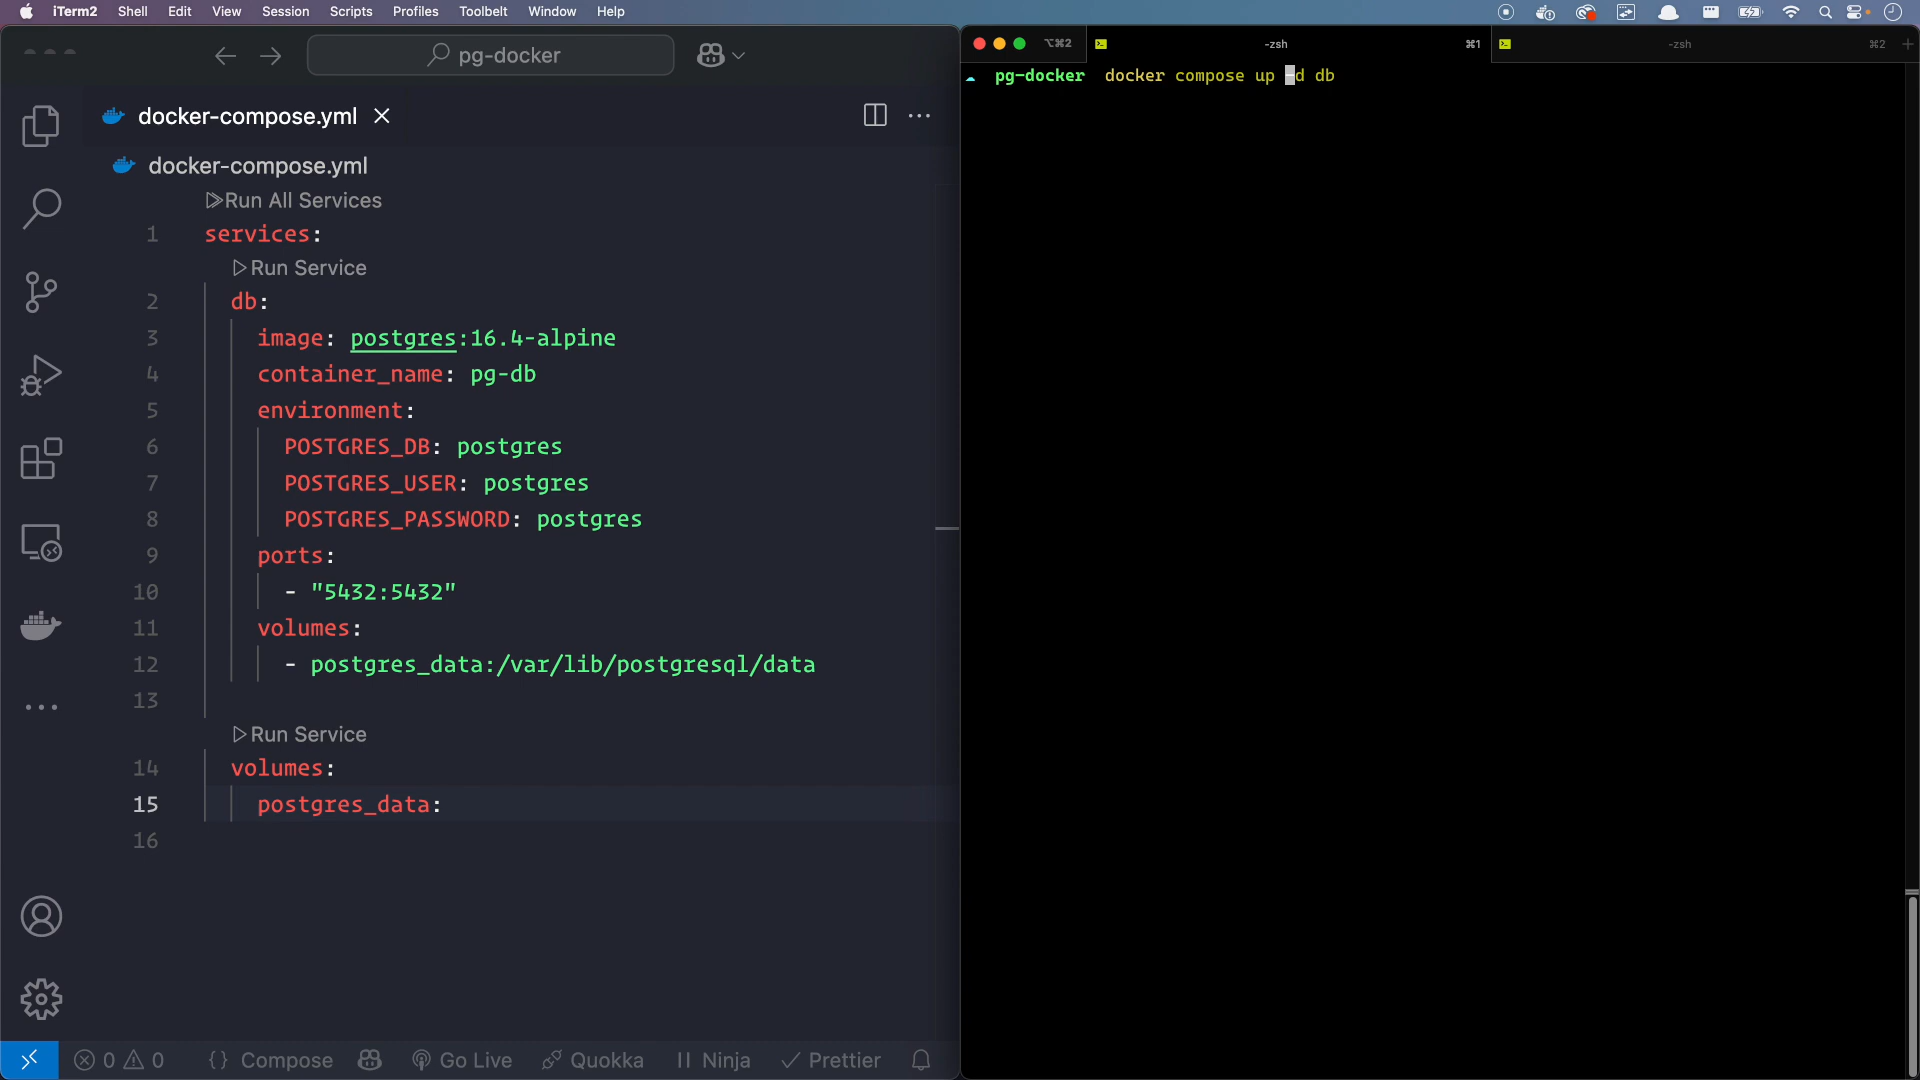 iTerm2 Shell Edit View Session Scripts Profiles Toolbelt Window Help
pg-docker
docker-compose.yml
docker-compose.yml
Run All Services
1 services:
Run Service
2 db:
3 image: postgres:16.4-alpine
4 container_name: pg-db
5 environment:
6 POSTGRES_DB: postgres
7 POSTGRES_USER: postgres
8 POSTGRES_PASSWORD: postgres
9 ports:
10 - "5432:5432"
11 volumes:
12 - postgres_data:/var/lib/postgresql/data
13
Run Service
14 volumes:
15 postgres_data:
16
0 0 {} Compose Go Live Quokka Ninja Prettier
⌥⌘2 -zsh ⌘1 -zsh ⌘2
pg-docker docker compose up -d db